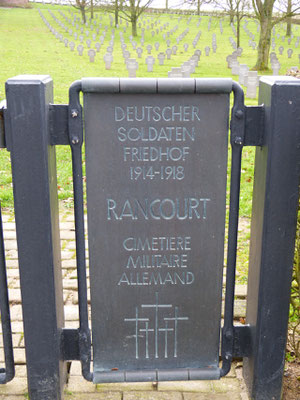 DEUTSCHER
SOLDATEN
FRIEDHOF
1914-1918
RANCOURT
CIMETIERE
MILITAIRE
ALLEMAND